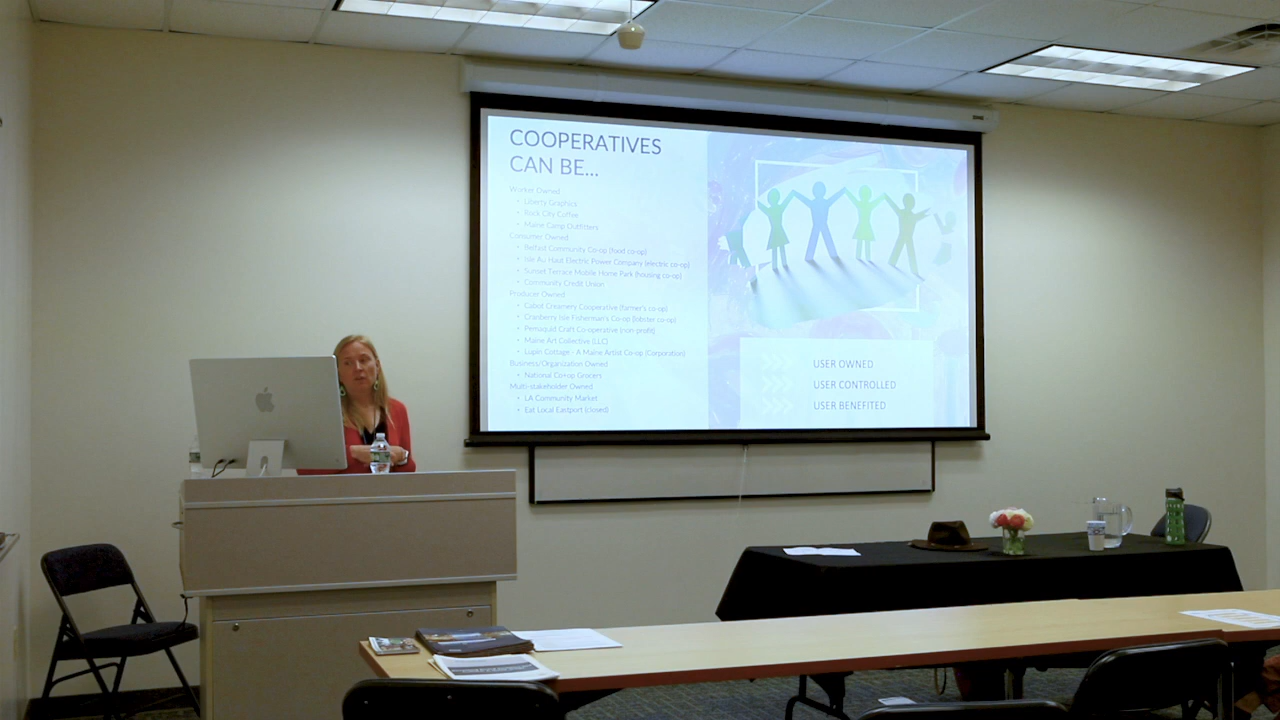 COOPERATIVES
CAN BE...
Worker Owned
• Liberty Graphics
• Rock City Coffee
• Maine Camp Outfitters
Consumer Owned
• Belfast Community Co-op (food co-op)
• Isle Au Haut Electric Power Company (electric co-op)
• Sunset Terrace Mobile Home Park (housing co-op)
• Community Credit Union
Producer Owned
• Cabot Creamery Cooperative (farmer's co-op)
• Cranberry Isle Fisherman's Co-op (lobster co-op)
• Pemaquid Craft Co-operative (non-profit)
• Maine Art Collective (LLC)
• Lupin Cottage - A Maine Artist Co-up (Corporation)
Business/Organization Owned
• National Co+op Grocers
Multi-stakeholder Owned
• LA Community Market
• Eat Local Eastport (closed)
USER OWNED
USER CONTROLLED
USER BENEFITED